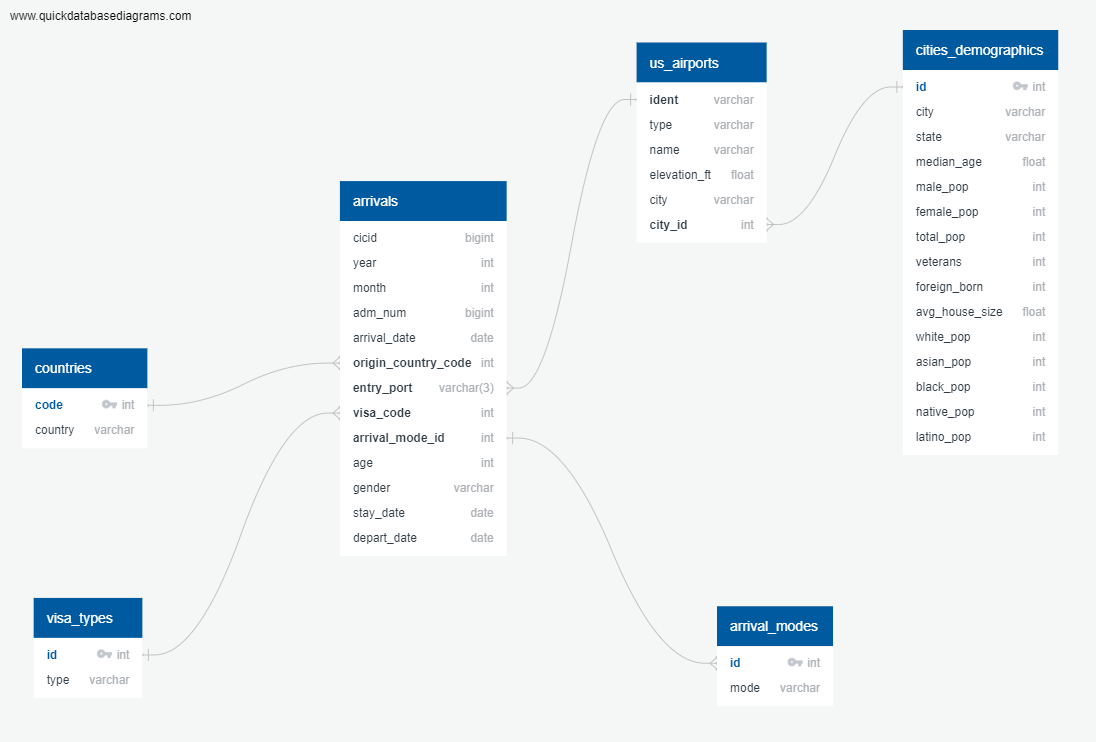 www.quickdatabasediagrams.com
us_airports
ident varchar
type varchar
name varchar
elevation_ft float
city varchar
city_id int
cities_demographics
id int
city varchar
state varchar
median_age float
male_pop int
female_pop int
total_pop int
veterans int
foreign_born int
avg_house_size float
white_pop int
asian_pop int
black_pop int
native_pop int
latino_pop int
arrivals
cicid bigint
year int
month int
adm_num bigint
arrival_date date
origin_country_code int
entry_port varchar(3)
visa_code int
arrival_mode_id int
age int
gender varchar
stay_date date
depart_date date
countries
code int
country varchar
visa_types
id int
type varchar
arrival_modes
id int
mode varchar